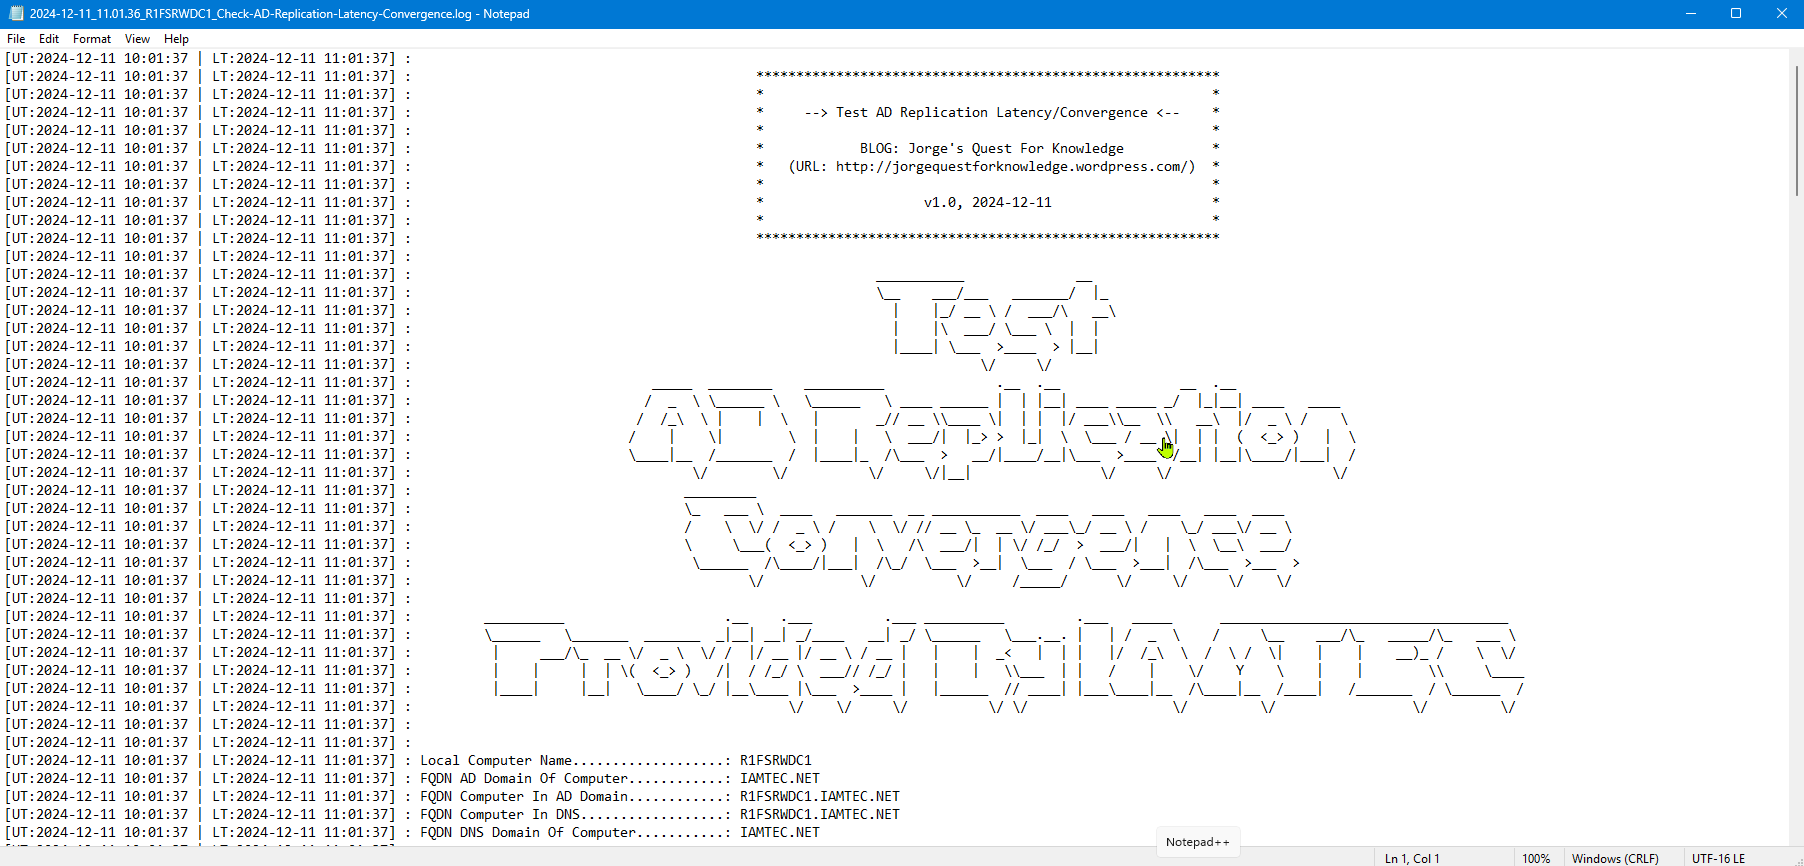 2024-12-11_11.01.36_R1FSRWDC1_Check-AD-Replication-Latency-Convergence.log - Notepad
File Edit Format View Help
[UT:2024-12-11 10:01:37 | LT:2024-12-11 11:01:37] :
[UT:2024-12-11 10:01:37 | LT:2024-12-11 11:01:37] : **********************************************************
[UT:2024-12-11 10:01:37 | LT:2024-12-11 11:01:37] : * *
[UT:2024-12-11 10:01:37 | LT:2024-12-11 11:01:37] : * --> Test AD Replication Latency/Convergence <-- *
[UT:2024-12-11 10:01:37 | LT:2024-12-11 11:01:37] : * *
[UT:2024-12-11 10:01:37 | LT:2024-12-11 11:01:37] : * BLOG: Jorge's Quest For Knowledge *
[UT:2024-12-11 10:01:37 | LT:2024-12-11 11:01:37] : * (URL: http://jorgequestforknowledge.wordpress.com/) *
[UT:2024-12-11 10:01:37 | LT:2024-12-11 11:01:37] : * *
[UT:2024-12-11 10:01:37 | LT:2024-12-11 11:01:37] : * v1.0, 2024-12-11 *
[UT:2024-12-11 10:01:37 | LT:2024-12-11 11:01:37] : * *
[UT:2024-12-11 10:01:37 | LT:2024-12-11 11:01:37] : **********************************************************
[UT:2024-12-11 10:01:37 | LT:2024-12-11 11:01:37] :
[UT:2024-12-11 10:01:37 | LT:2024-12-11 11:01:37] :
[UT:2024-12-11 10:01:37 | LT:2024-12-11 11:01:37] :
[UT:2024-12-11 10:01:37 | LT:2024-12-11 11:01:37] : Test
[UT:2024-12-11 10:01:37 | LT:2024-12-11 11:01:37] :
[UT:2024-12-11 10:01:37 | LT:2024-12-11 11:01:37] :
[UT:2024-12-11 10:01:37 | LT:2024-12-11 11:01:37] :
[UT:2024-12-11 10:01:37 | LT:2024-12-11 11:01:37] :
[UT:2024-12-11 10:01:37 | LT:2024-12-11 11:01:37] :
[UT:2024-12-11 10:01:37 | LT:2024-12-11 11:01:37] : AD Replication
[UT:2024-12-11 10:01:37 | LT:2024-12-11 11:01:37] :
[UT:2024-12-11 10:01:37 | LT:2024-12-11 11:01:37] :
[UT:2024-12-11 10:01:37 | LT:2024-12-11 11:01:37] :
[UT:2024-12-11 10:01:37 | LT:2024-12-11 11:01:37] :
[UT:2024-12-11 10:01:37 | LT:2024-12-11 11:01:37] :
[UT:2024-12-11 10:01:37 | LT:2024-12-11 11:01:37] : Convergence
[UT:2024-12-11 10:01:37 | LT:2024-12-11 11:01:37] :
[UT:2024-12-11 10:01:37 | LT:2024-12-11 11:01:37] :
[UT:2024-12-11 10:01:37 | LT:2024-12-11 11:01:37] :
[UT:2024-12-11 10:01:37 | LT:2024-12-11 11:01:37] :
[UT:2024-12-11 10:01:37 | LT:2024-12-11 11:01:37] :
[UT:2024-12-11 10:01:37 | LT:2024-12-11 11:01:37] :
[UT:2024-12-11 10:01:37 | LT:2024-12-11 11:01:37] : Provided By IAMTEC
[UT:2024-12-11 10:01:37 | LT:2024-12-11 11:01:37] :
[UT:2024-12-11 10:01:37 | LT:2024-12-11 11:01:37] :
[UT:2024-12-11 10:01:37 | LT:2024-12-11 11:01:37] :
[UT:2024-12-11 10:01:37 | LT:2024-12-11 11:01:37] :
[UT:2024-12-11 10:01:37 | LT:2024-12-11 11:01:37] :
[UT:2024-12-11 10:01:37 | LT:2024-12-11 11:01:37] : Local Computer Name...................: R1FSRWDC1
[UT:2024-12-11 10:01:37 | LT:2024-12-11 11:01:37] : FQDN AD Domain Of Computer............: IAMTEC.NET
[UT:2024-12-11 10:01:37 | LT:2024-12-11 11:01:37] : FQDN Computer In AD Domain............: R1FSRWDC1.IAMTEC.NET
[UT:2024-12-11 10:01:37 | LT:2024-12-11 11:01:37] : FQDN Computer In DNS..................: R1FSRWDC1.IAMTEC.NET
[UT:2024-12-11 10:01:37 | LT:2024-12-11 11:01:37] : FQDN DNS Domain Of Computer...........: IAMTEC.NET
Notepad++
Ln 1, Col 1 100% Windows (CRLF) UTF-16 LE